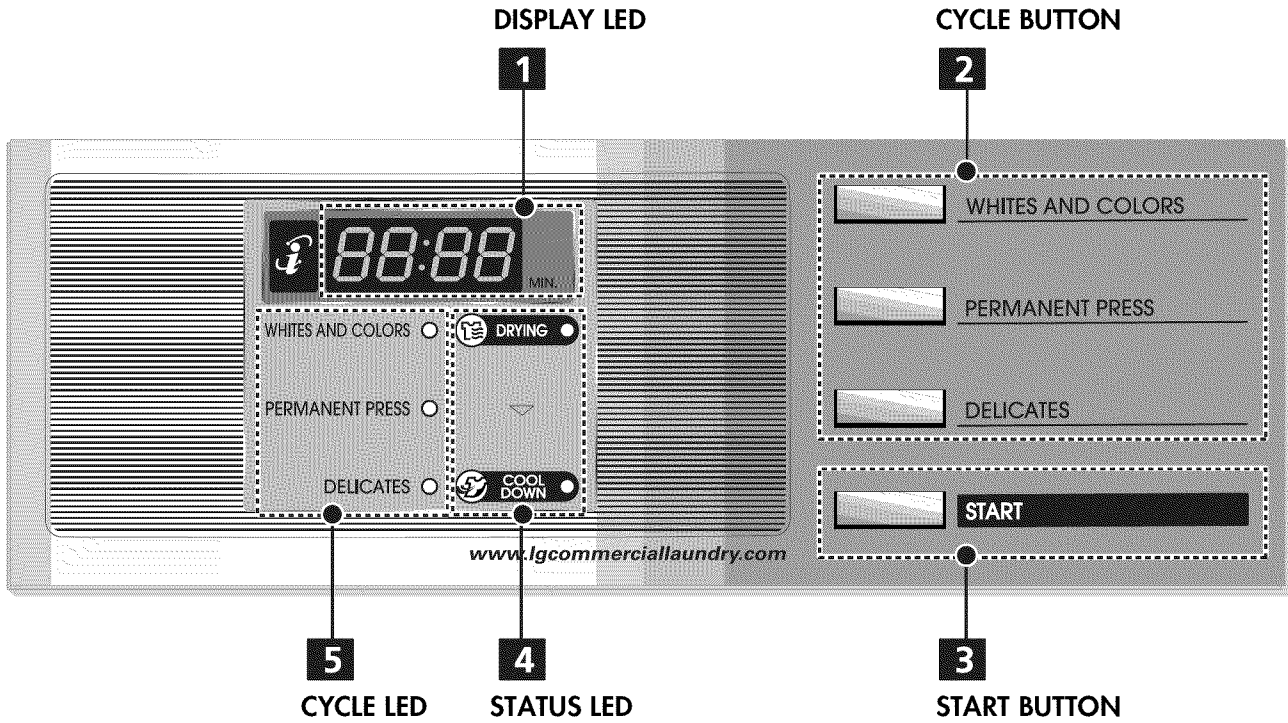 DISPLAY LED
CYCLE BUTTON
1
2
i
88:88
MIN.
WHITES AND COLORS
DRYING
PERMANENT PRESS
DELICATES
COOL
DOWN
www.lgcommerciallaundry.com
WHITES AND COLORS
PERMANENT PRESS
DELICATES
START
5
4
3
CYCLE LED
STATUS LED
START BUTTON